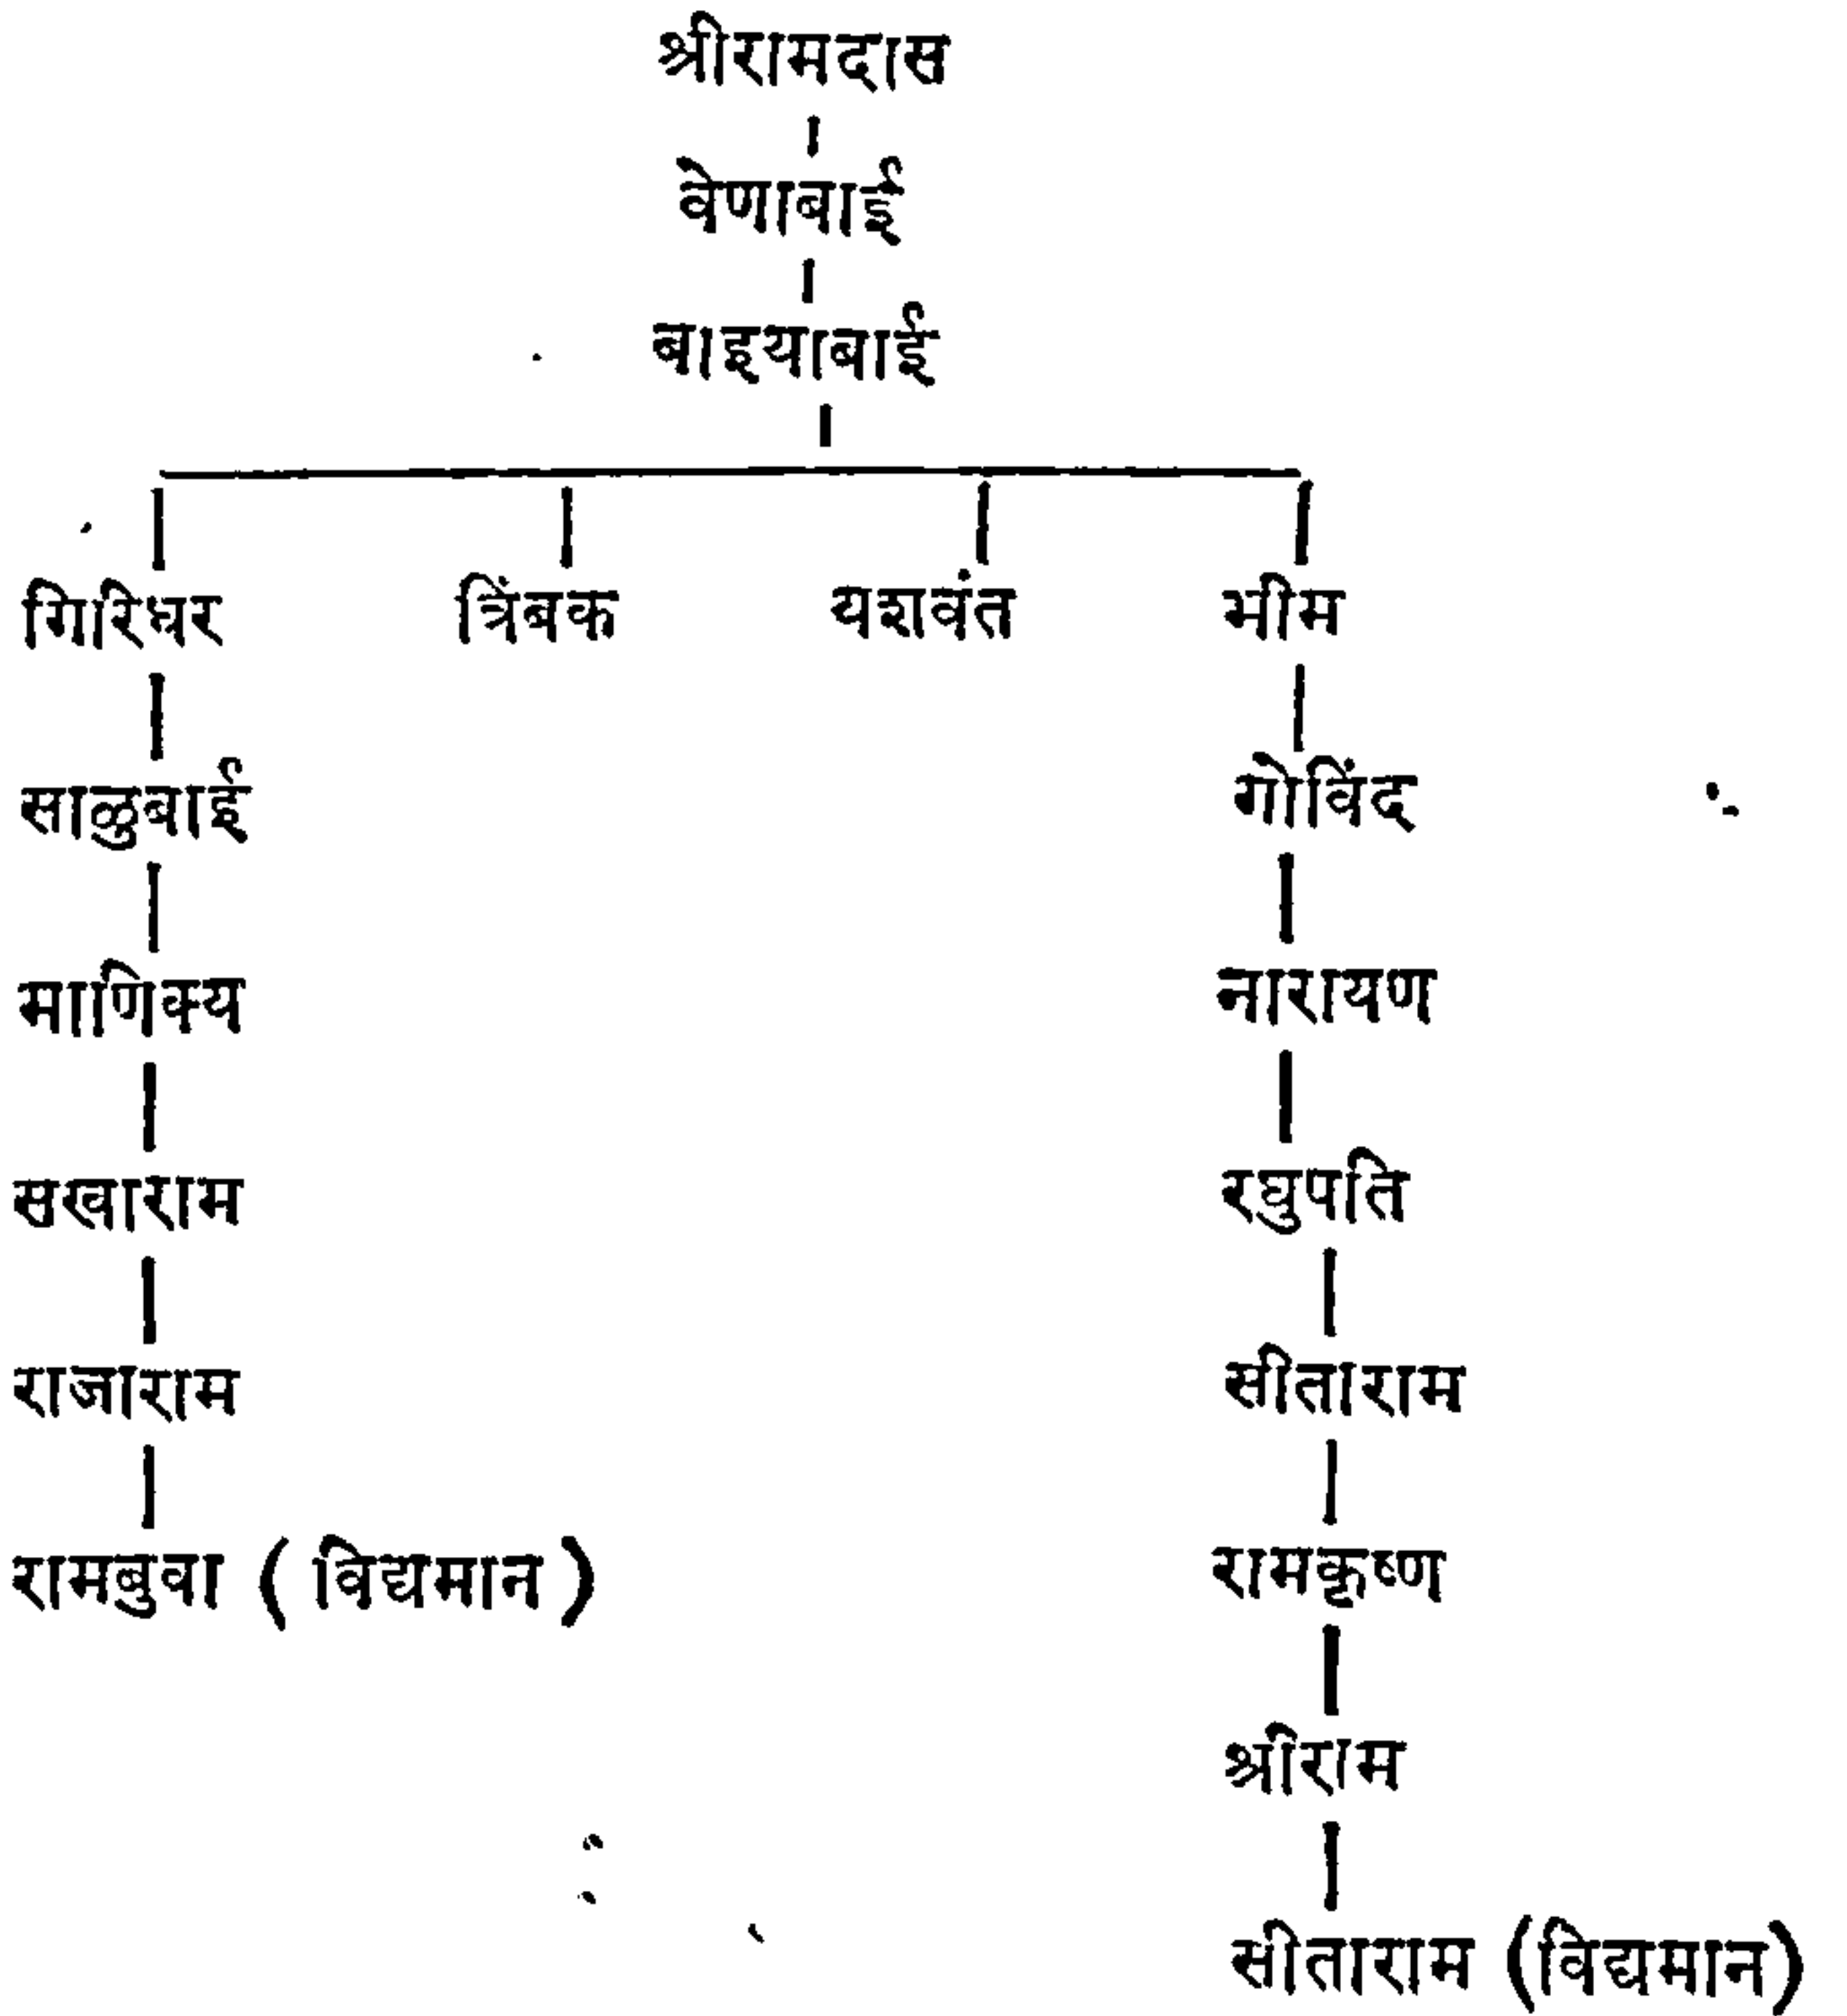 श्रीरामदास
वेणाबाई
बाइयाबाई
गिरिधर त्रिंबक यशवंत भीम
साळुबाई गोविंद
माणिक्य नारायण
सखाराम रघुपति
राजाराम सीताराम
रामबुवा ( विद्यमान ) रामकृष्ण
श्रीराम
सीताराम (विद्यमान)